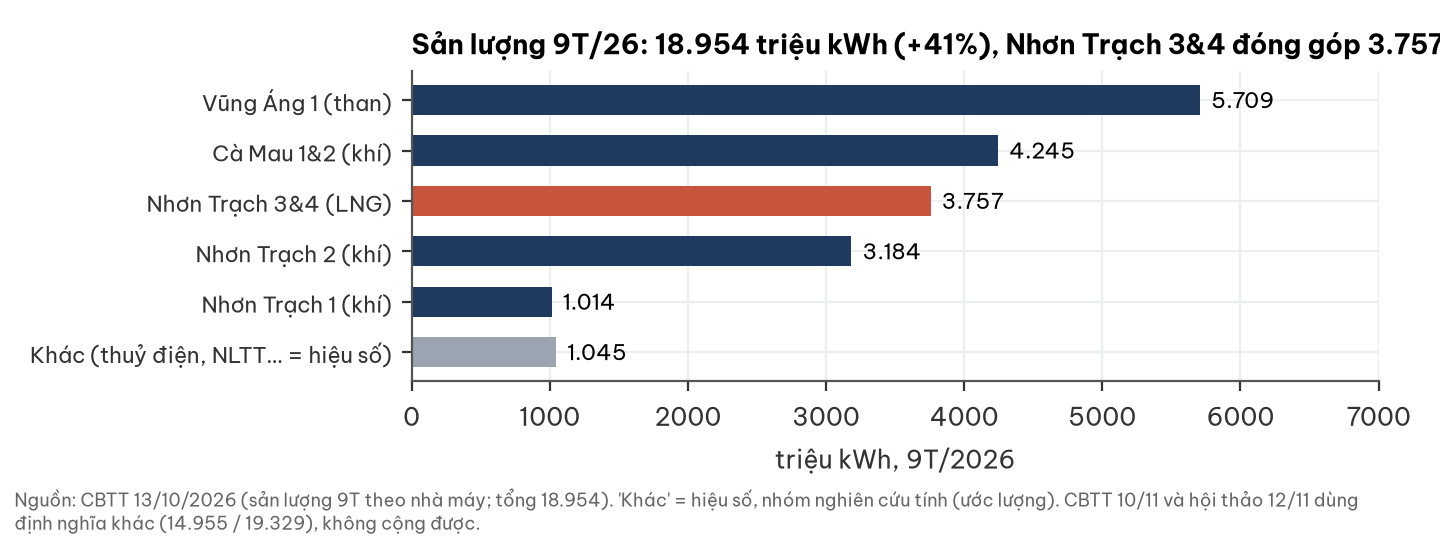 Sản lượng 9T/26: 18.954 triệu kWh (+41%), Nhơn Trạch 3&4 đóng góp 3.757
Vũng Áng 1 (than)
5.709
Cà Mau 1&2 (khí)
4.245
Nhơn Trạch 3&4 (LNG)
3.757
Nhơn Trạch 2 (khí)
3.184
Nhơn Trạch 1 (khí)
1.014
Khác (thuỷ điện, NLTT... = hiệu số)
1.045
0 1000 2000 3000 4000 5000 6000 7000
triệu kWh, 9T/2026
Nguồn: CBTT 13/10/2026 (sản lượng 9T theo nhà máy; tổng 18.954). 'Khác' = hiệu số, nhóm nghiên cứu tính (ước lượng). CBTT 10/11 và hội thảo 12/11 dùng
định nghĩa khác (14.955 / 19.329), không cộng được.